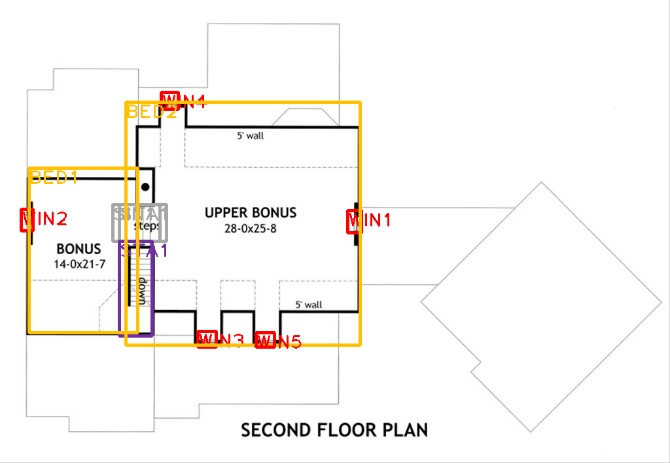 WIN4
BED2
5' wall
BED1
WIN2
steps
UPPER BONUS
28-0x25-8
WIN1
BONUS
14-0x21-7
STA1
down
5' wall
WIN3
WIN5
SECOND FLOOR PLAN